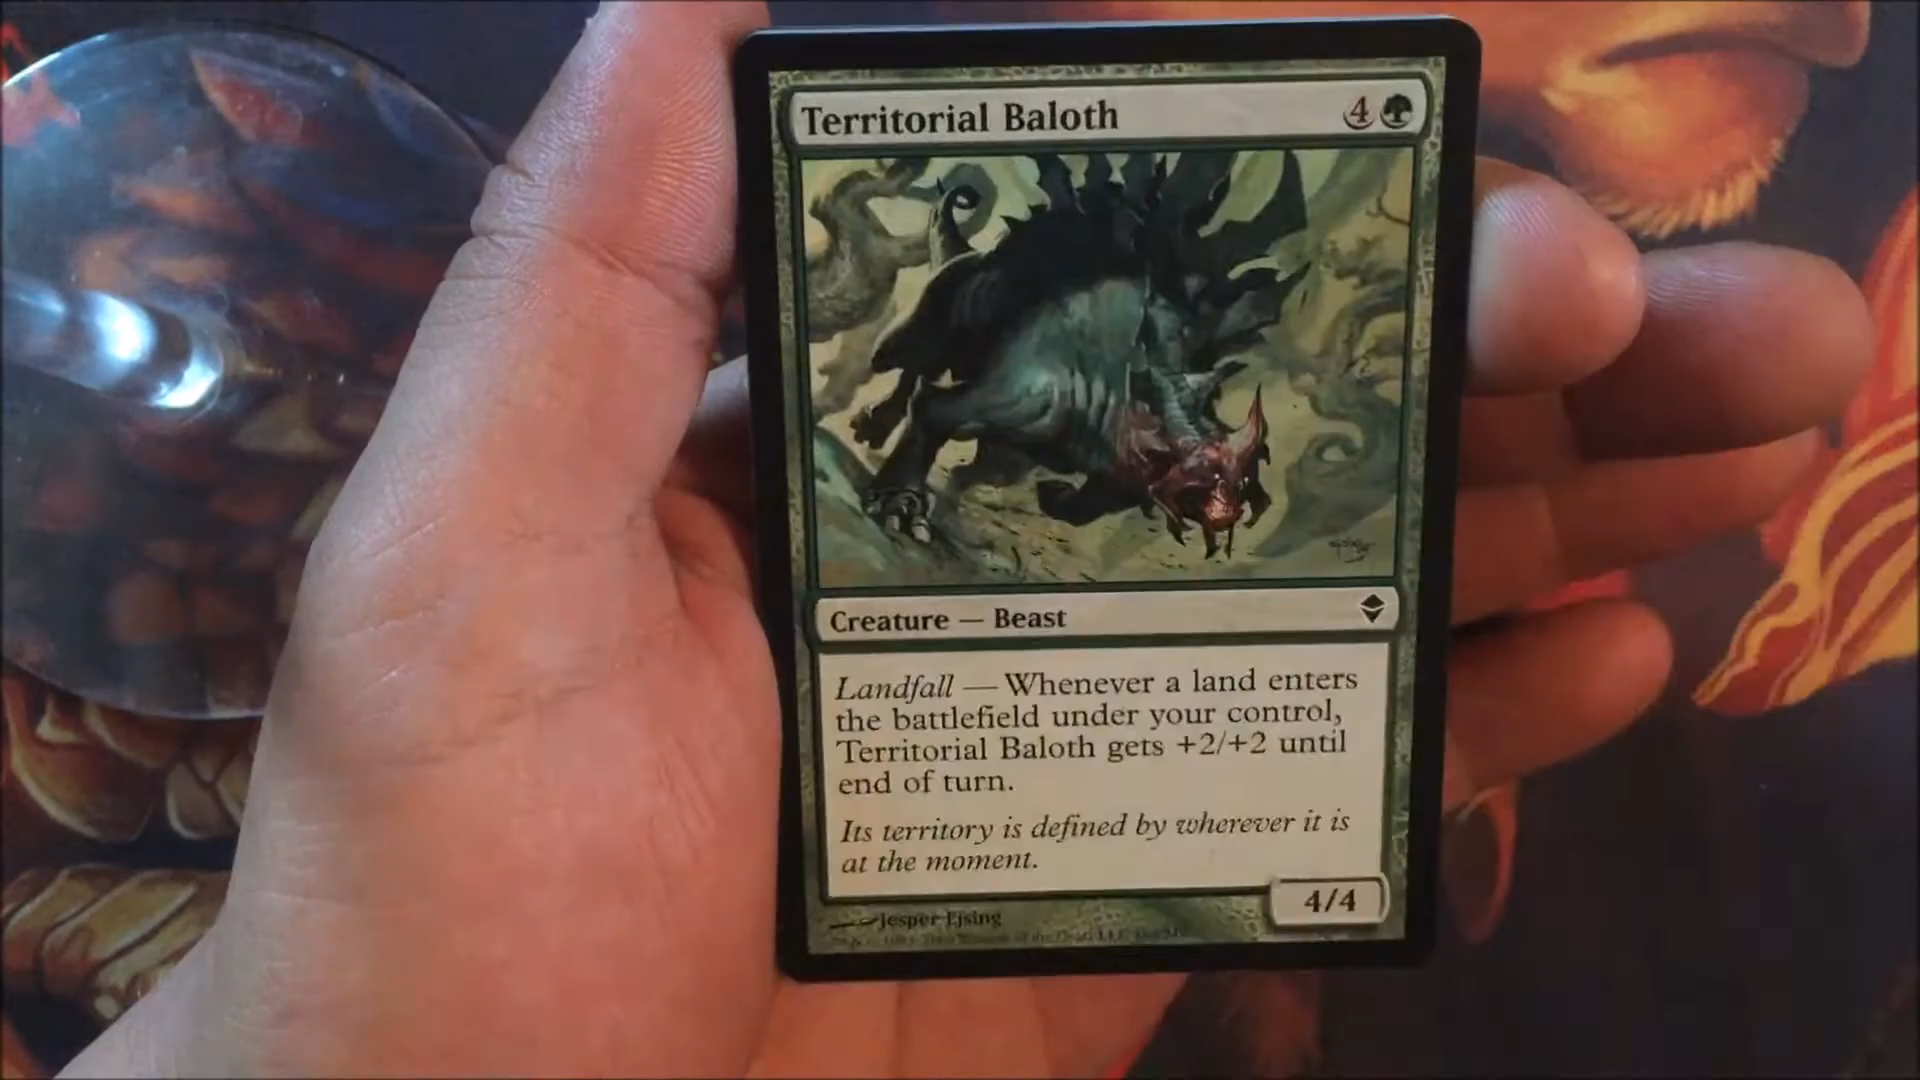 Territorial Baloth 4
Creature — Beast
Landfall — Whenever a land enters
the battlefield under your control,
Territorial Baloth gets +2/+2 until
end of turn.
Its territory is defined by wherever it is
at the moment.
4/4
Jesper Ejsing